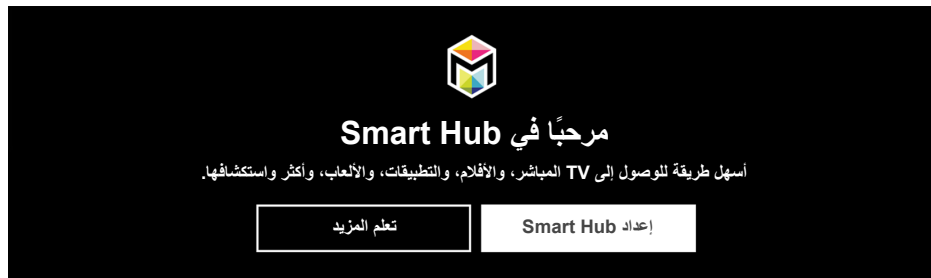 مرحبًا في Smart Hub
أسهل طريقة للوصول إلى TV المباشر، والأفلام، والتطبيقات، والألعاب، وأكثر واستكشافها.
إعداد Smart Hub
تعلم المزيد